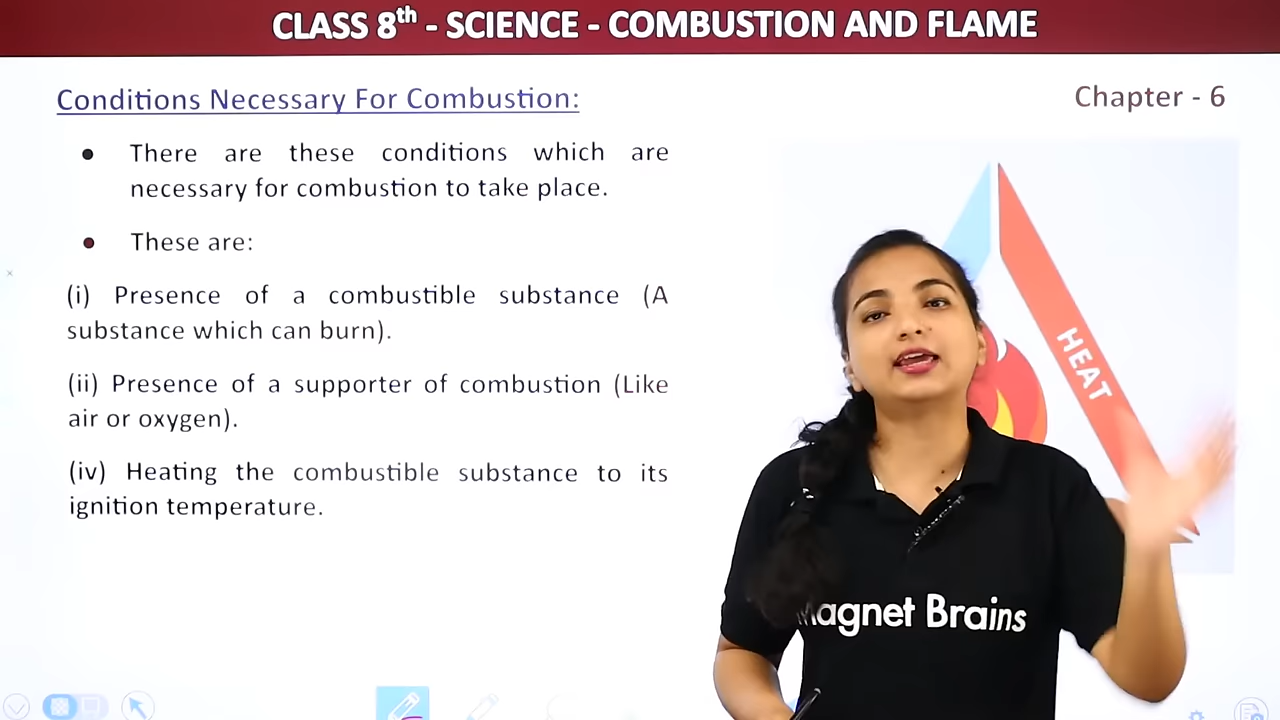 CLASS 8th - SCIENCE - COMBUSTION AND FLAME
Conditions Necessary For Combustion:
Chapter - 6
• There are these conditions which are
necessary for combustion to take place.
• These are:
(i) Presence of a combustible substance (A
substance which can burn).
(ii) Presence of a supporter of combustion (Like
air or oxygen).
(iv) Heating the combustible substance to its
ignition temperature.
HEAT
Magnet Brains